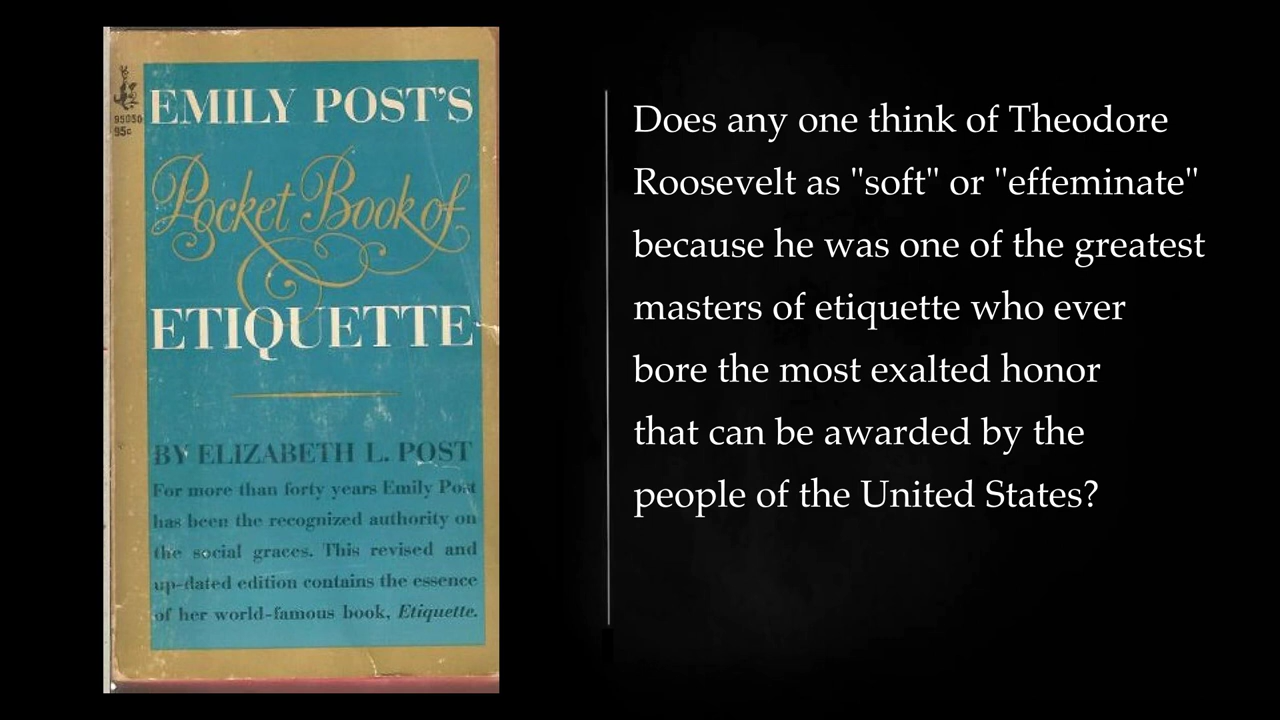 EMILY POST'S
95050
95c
Pocket Book of
ETIQUETTE
BY ELIZABETH L. POST
For more than forty years Emily Post
has been the recognized authority on
the social graces. This revised and
up-dated edition contains the essence
of her world-famous book, Etiquette.
Does any one think of Theodore
Roosevelt as "soft" or "effeminate"
because he was one of the greatest
masters of etiquette who ever
bore the most exalted honor
that can be awarded by the
people of the United States?